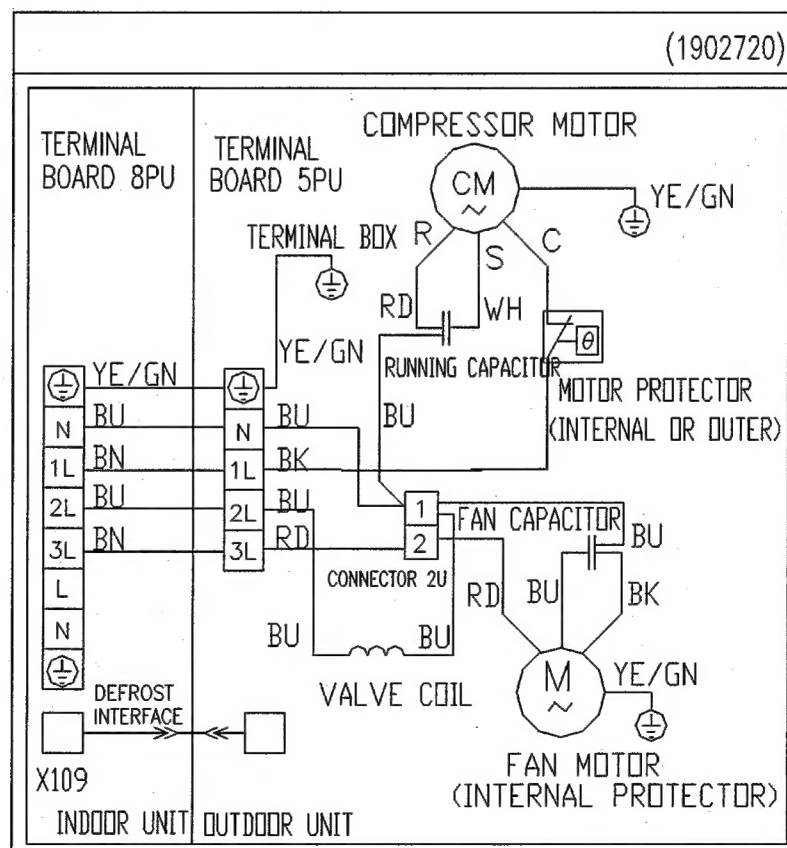 (1902720)
COMPRESSOR MOTOR
TERMINAL
BOARD 8PU
TERMINAL
BOARD 5PU
CM
~
YE/GN
TERMINAL BOX
R
S
C
RD
WH
YE/GN
RUNNING CAPACITOR
θ
MOTOR PROTECTOR
(INTERNAL OR OUTER)
YE/GN
N
BU
N
BU
BU
1L
BN
1L
BK
2L
BU
2L
BU
3L
BN
3L
RD
1
2
FAN CAPACITOR
BU
CONNECTOR 2U
L
N
RD
BU
BK
BU
BU
VALVE COIL
M
~
YE/GN
DEFROST
INTERFACE
X109
FAN MOTOR
(INTERNAL PROTECTOR)
INDOOR UNIT
OUTDOOR UNIT